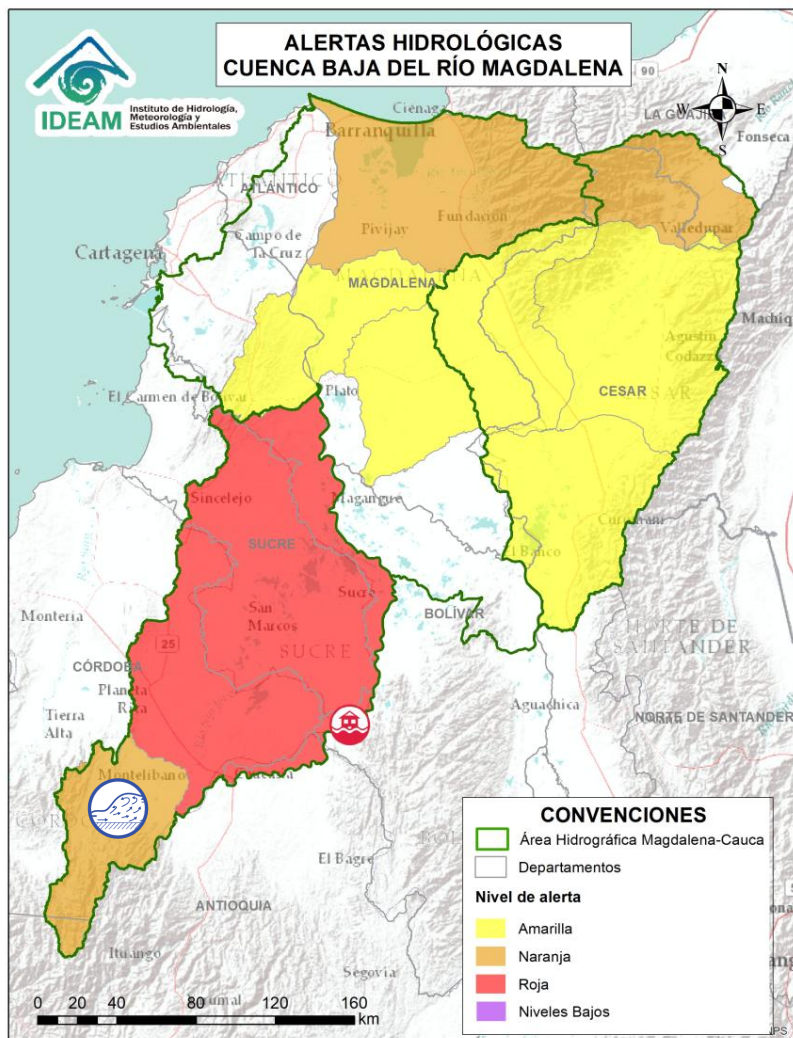 ALERTAS HIDROLÓGICAS
CUENCA BAJA DEL RÍO MAGDALENA
IDEAM
Instituto de Hidrología,
Meteorología y
Estudios Ambientales
90
N
W
E
S
Ciénaga
LA GUAJIRA
Barranquilla
Fonseca
ATLÁNTICO
Pivijay
Fundación
Valledupar
Cartagena
Campo de
la Cruz
MAGDALENA
MAGDALENA
Machiq
Agustín
Codazzi
El Carmen de Bolívar
Plato
CESAR
CESAR
Sincelejo
Magangue
SUCRE
El Banco
San
Marcos
Sucre
BOLÍVAR
Montería
SUCRE
NORTE DE
SANTANDER
CÓRDOBA
25
Planeta
Rica
Tierra
Alta
Aguachica
NORTE DE SANTANDER
Montelíbano
El Bagre
ANTIOQUIA
Ituango
Segovia
CONVENCIONES
Área Hidrográfica Magdalena-Cauca
Departamentos
Nivel de alerta
Amarilla
Naranja
Roja
Niveles Bajos
0 20 40 80 120 160
km